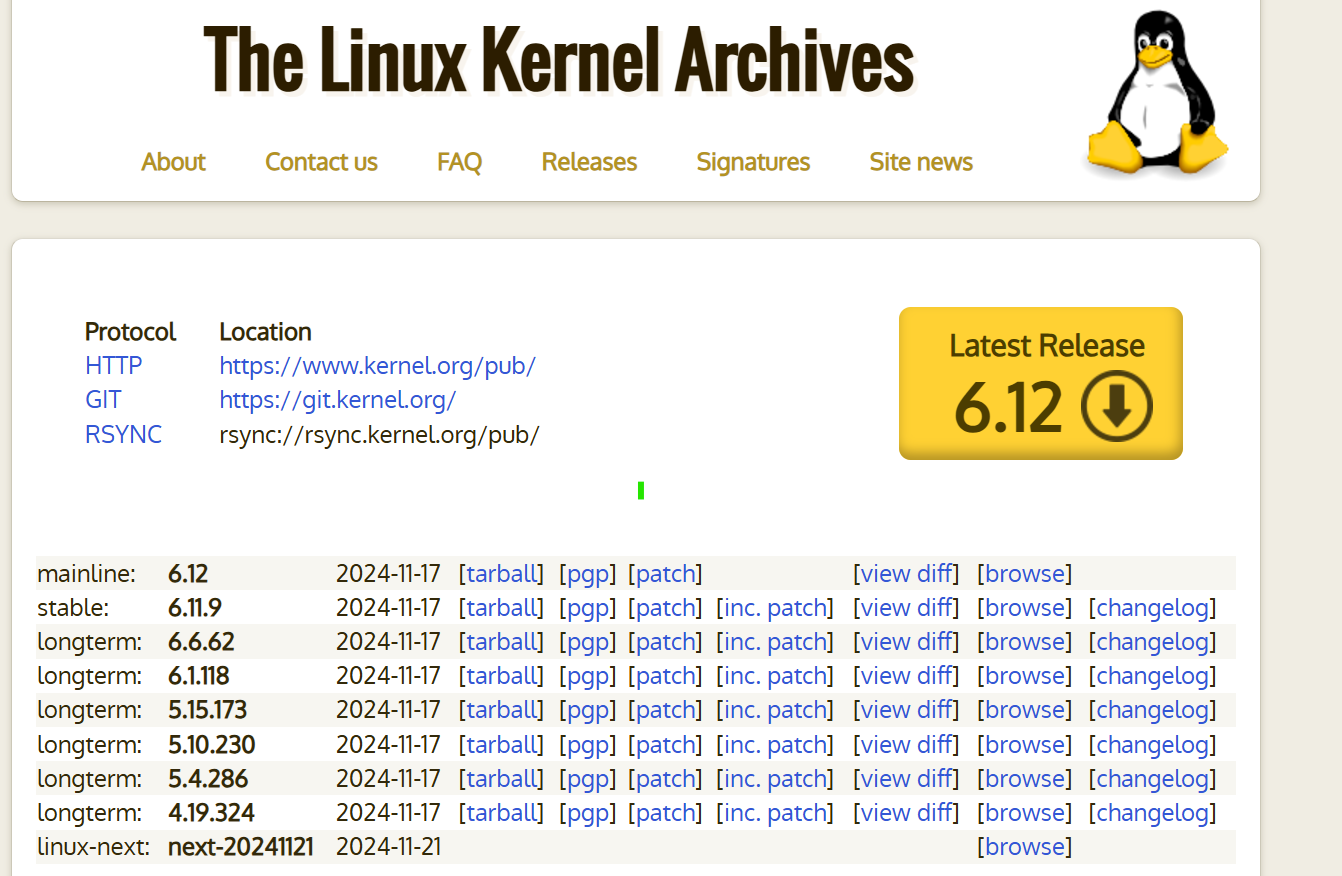 The Linux Kernel Archives
About Contact us FAQ Releases Signatures Site news
Protocol Location
HTTP https://www.kernel.org/pub/
GIT https://git.kernel.org/
RSYNC rsync://rsync.kernel.org/pub/
Latest Release
6.12
mainline: 6.12 2024-11-17 [tarball] [pgp] [patch] [view diff] [browse]
stable: 6.11.9 2024-11-17 [tarball] [pgp] [patch] [inc. patch] [view diff] [browse] [changelog]
longterm: 6.6.62 2024-11-17 [tarball] [pgp] [patch] [inc. patch] [view diff] [browse] [changelog]
longterm: 6.1.118 2024-11-17 [tarball] [pgp] [patch] [inc. patch] [view diff] [browse] [changelog]
longterm: 5.15.173 2024-11-17 [tarball] [pgp] [patch] [inc. patch] [view diff] [browse] [changelog]
longterm: 5.10.230 2024-11-17 [tarball] [pgp] [patch] [inc. patch] [view diff] [browse] [changelog]
longterm: 5.4.286 2024-11-17 [tarball] [pgp] [patch] [inc. patch] [view diff] [browse] [changelog]
longterm: 4.19.324 2024-11-17 [tarball] [pgp] [patch] [inc. patch] [view diff] [browse] [changelog]
linux-next: next-20241121 2024-11-21 [browse]